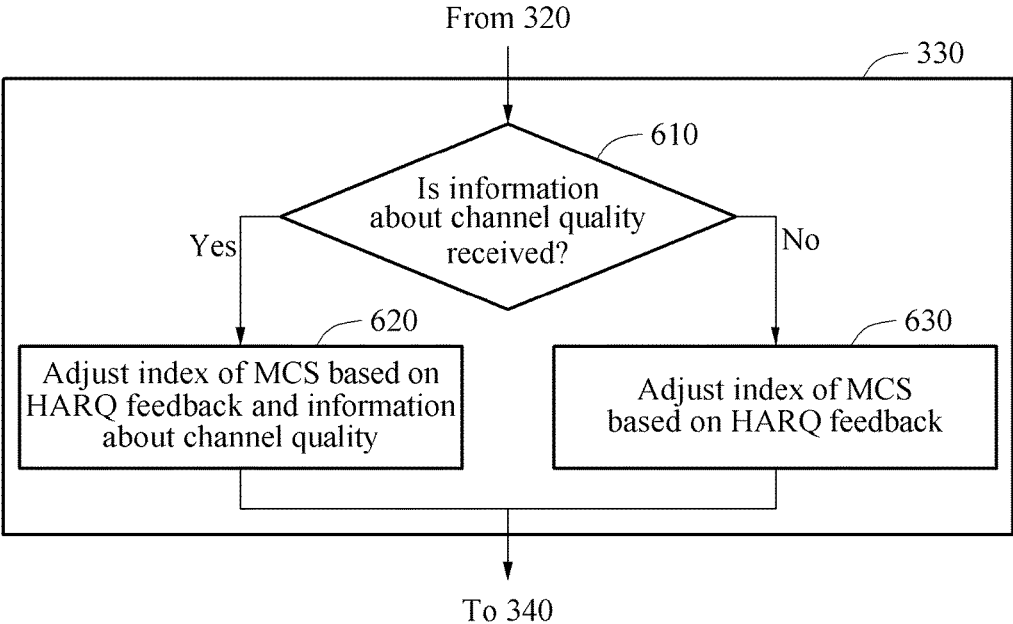 From 320
330
610
Is information
about channel quality
received?
Yes
No
620
630
Adjust index of MCS based on
HARQ feedback and information
about channel quality
Adjust index of MCS
based on HARQ feedback
To 340